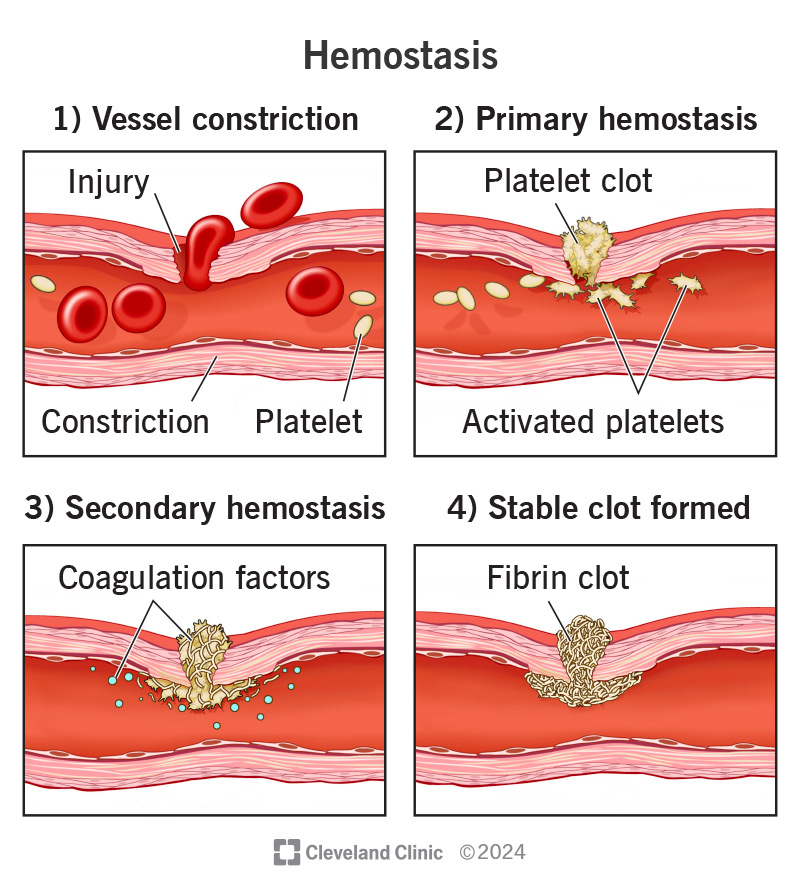 Hemostasis
1) Vessel constriction
Injury
Constriction
Platelet
2) Primary hemostasis
Platelet clot
Activated platelets
3) Secondary hemostasis
Coagulation factors
4) Stable clot formed
Fibrin clot
Cleveland Clinic ©2024